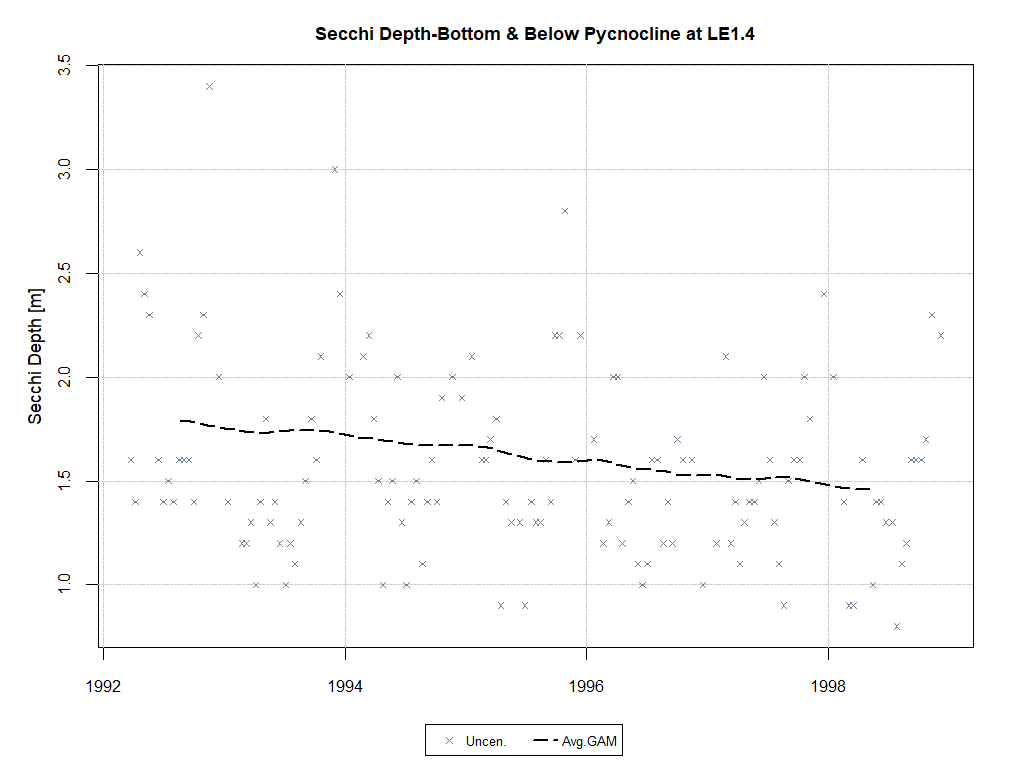 Secchi Depth-Bottom & Below Pycnocline at LE1.4
Secchi Depth [m]
3.5
3.0
2.5
2.0
1.5
1.0
1992 1994 1996 1998
Uncen. Avg.GAM